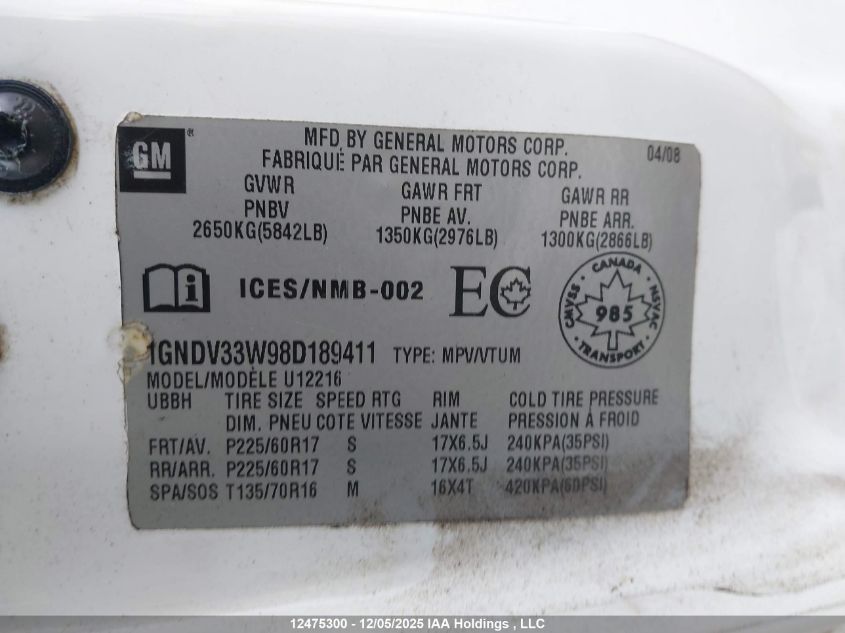 GM
MFD. BY GENERAL MOTORS CORP.
FABRIQUÉ PAR GENERAL MOTORS CORP.
04/08
GVWR GAWR FRT GAWR RR
PNBV PNBE AV. PNBE ARR.
2650KG(5842LB) 1350KG(2976LB) 1300KG(2866LB)
i ICES/NMB-002 EC
CANADA
CMVSS 985 NSVAC
TRANSPORT
1GNDV33W98D189411 TYPE: MPV/VTUM
MODEL/MODÈLE U12216
UBBH TIRE SIZE SPEED RTG RIM COLD TIRE PRESSURE
DIM. PNEU COTE VITESSE JANTE PRESSION À FROID
FRT/AV. P225/60R17 S 17X6.5J 240KPA(35PSI)
RR/ARR. P225/60R17 S 17X6.5J 240KPA(35PSI)
SPA/SOS T135/70R16 M 16X4T 420KPA(60PSI)
12475300 - 12/05/2025 IAA Holdings , LLC